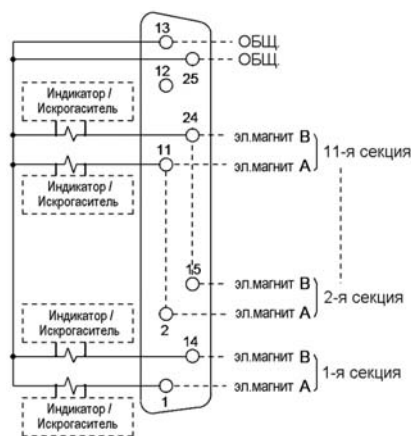 13
ОБЩ.
ОБЩ.
12
25
Индикатор /
Искрогаситель
24
эл.магнит B
11-я секция
11
эл.магнит A
Индикатор /
Искрогаситель
15
эл.магнит B
2-я секция
эл.магнит A
2
Индикатор /
Искрогаситель
14
эл.магнит B
1-я секция
эл.магнит A
1
Индикатор /
Искрогаситель